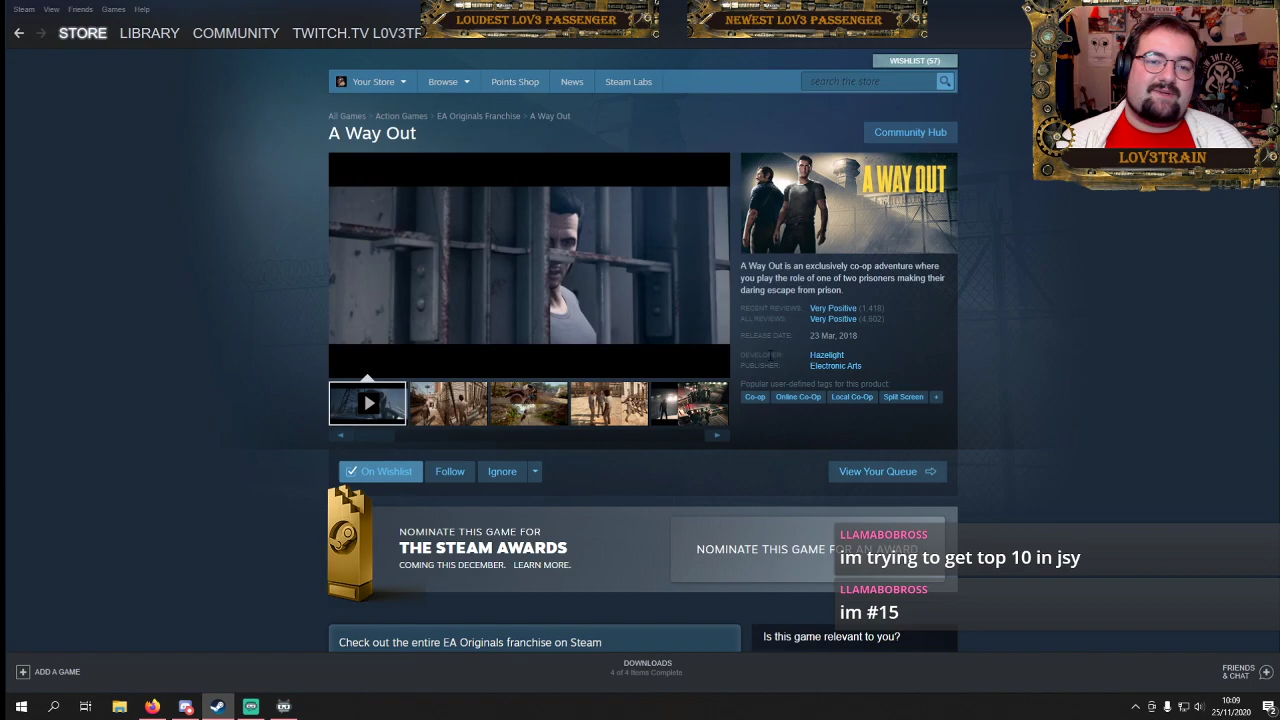 Steam View Friends Games Help
LOUDEST LOV3 PASSENGER
NEWEST LOV3 PASSENGER
STORE LIBRARY COMMUNITY TWITCH.TV L0V3TR
WISHLIST (57)
Your Store Browse Points Shop News Steam Labs search the store
All Games > Action Games > EA Originals Franchise > A Way Out
A Way Out
Community Hub
LOV3TRAIN
A WAY OUT
A Way Out is an exclusively co-op adventure where
you play the role of one of two prisoners making their
daring escape from prison.
RECENT REVIEWS: Very Positive (1,418)
ALL REVIEWS: Very Positive (4,602)
RELEASE DATE: 23 Mar, 2018
DEVELOPER: Hazelight
PUBLISHER: Electronic Arts
Popular user-defined tags for this product:
Co-op Online Co-Op Local Co-Op Split Screen +
On Wishlist Follow Ignore View Your Queue
NOMINATE THIS GAME FOR
THE STEAM AWARDS
COMING THIS DECEMBER. LEARN MORE.
NOMINATE THIS GAME FOR AN AWARD
LLAMABOBROSS
im trying to get top 10 in jsy
LLAMABOBROSS
im #15
Check out the entire EA Originals franchise on Steam
Is this game relevant to you?
ADD A GAME
DOWNLOADS
4 of 4 Items Complete
FRIENDS
& CHAT
10:09
25/11/2020
2